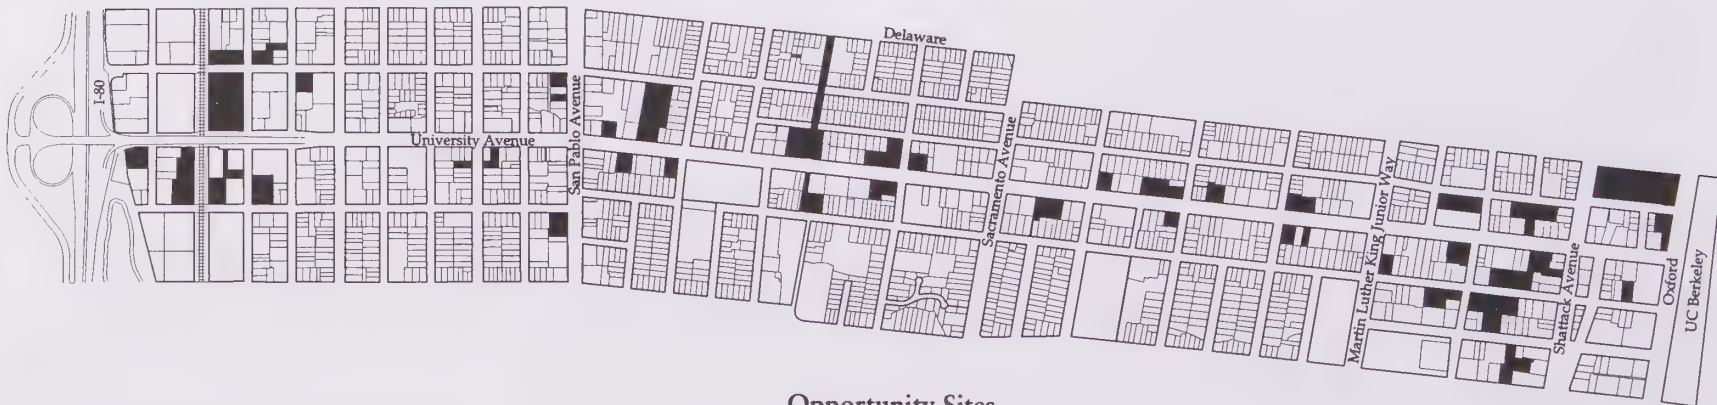 Delaware
I-80
University Avenue
San Pablo Avenue
Sacramento Avenue
Martin Luther King Junior Way
Shattuck Avenue
Oxford
UC Berkeley
Opportunity Sites